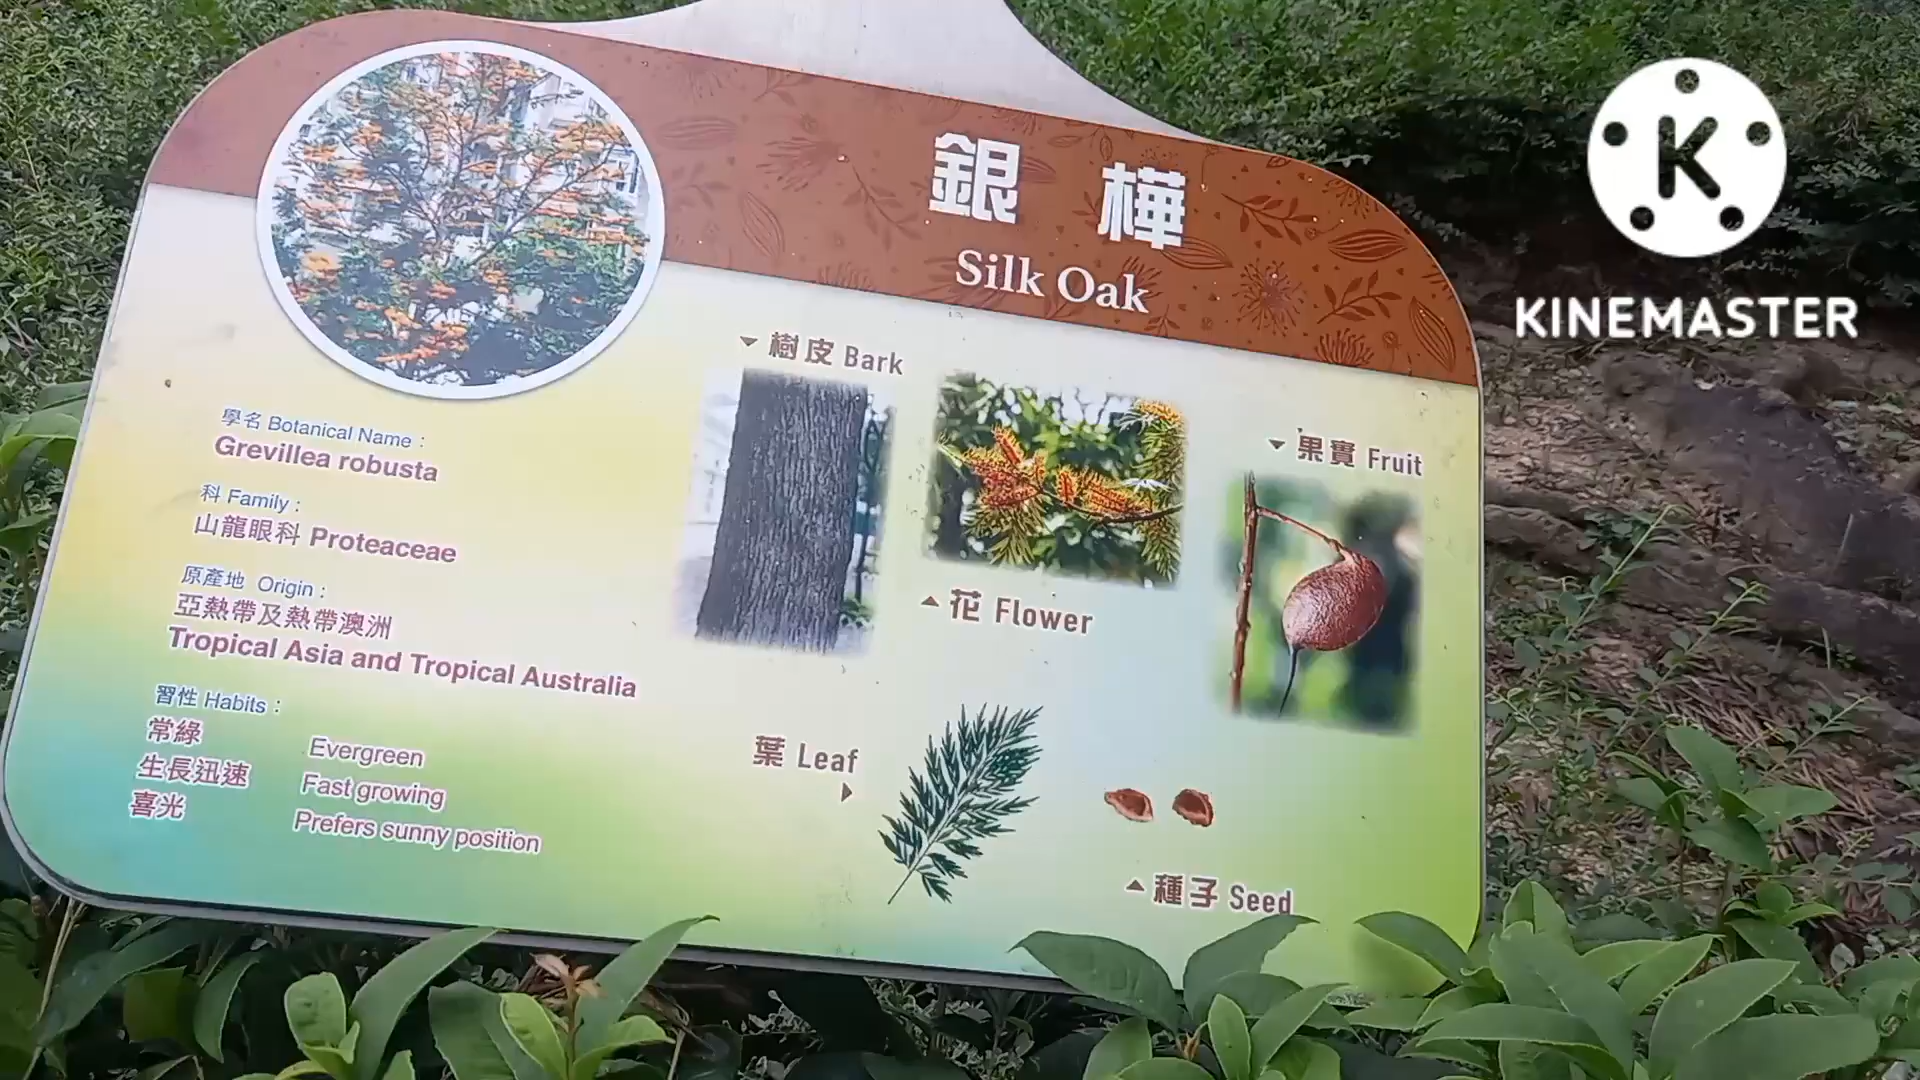 銀 樺
Silk Oak
學名 Botanical Name :
Grevillea robusta
科 Family :
山龍眼科 Proteaceae
原產地 Origin :
亞熱帶及熱帶澳洲
Tropical Asia and Tropical Australia
習性 Habits :
常綠 Evergreen
生長迅速 Fast growing
喜光 Prefers sunny position
樹皮 Bark
花 Flower
果實 Fruit
葉 Leaf
種子 Seed
K
KINEMASTER